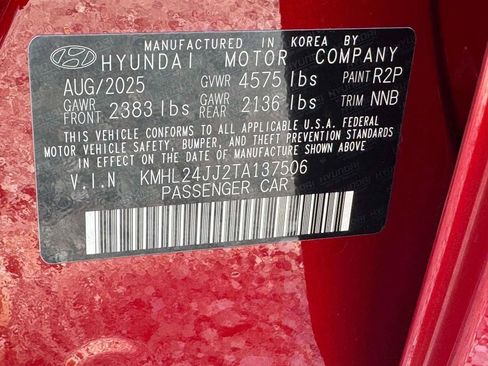 MANUFACTURED IN KOREA BY
HYUNDAI MOTOR COMPANY
AUG/2025 GVWR 4575 lbs PAINT R2P
GAWR FRONT 2383 lbs GAWR REAR 2136 lbs TRIM NNB
THIS VEHICLE CONFORMS TO ALL APPLICABLE U.S.A. FEDERAL
MOTOR VEHICLE SAFETY, BUMPER, AND THEFT PREVENTION STANDARDS
IN EFFECT ON THE DATE OF MANUFACTURE SHOWN ABOVE.
V.I.N KMHL24JJ2TA137506
PASSENGER CAR